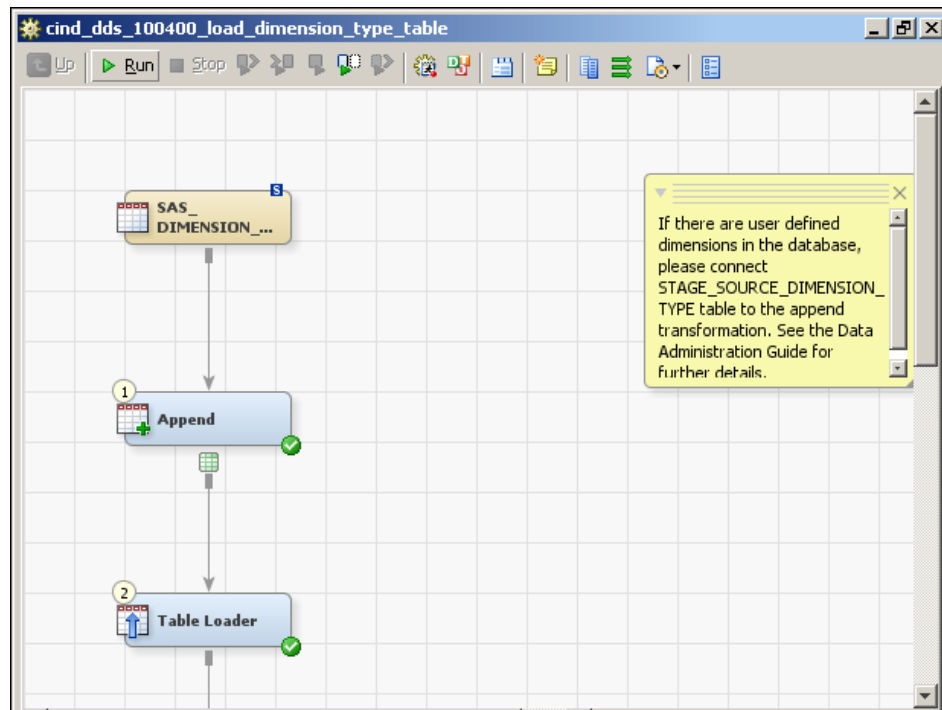 cind_dds_100400_load_dimension_type_table
Up Run Stop
S
SAS_
DIMENSION_...
If there are user defined
dimensions in the database,
please connect
STAGE_SOURCE_DIMENSION_
TYPE table to the append
transformation. See the Data
Administration Guide for
further details.
1
Append
2
Table Loader